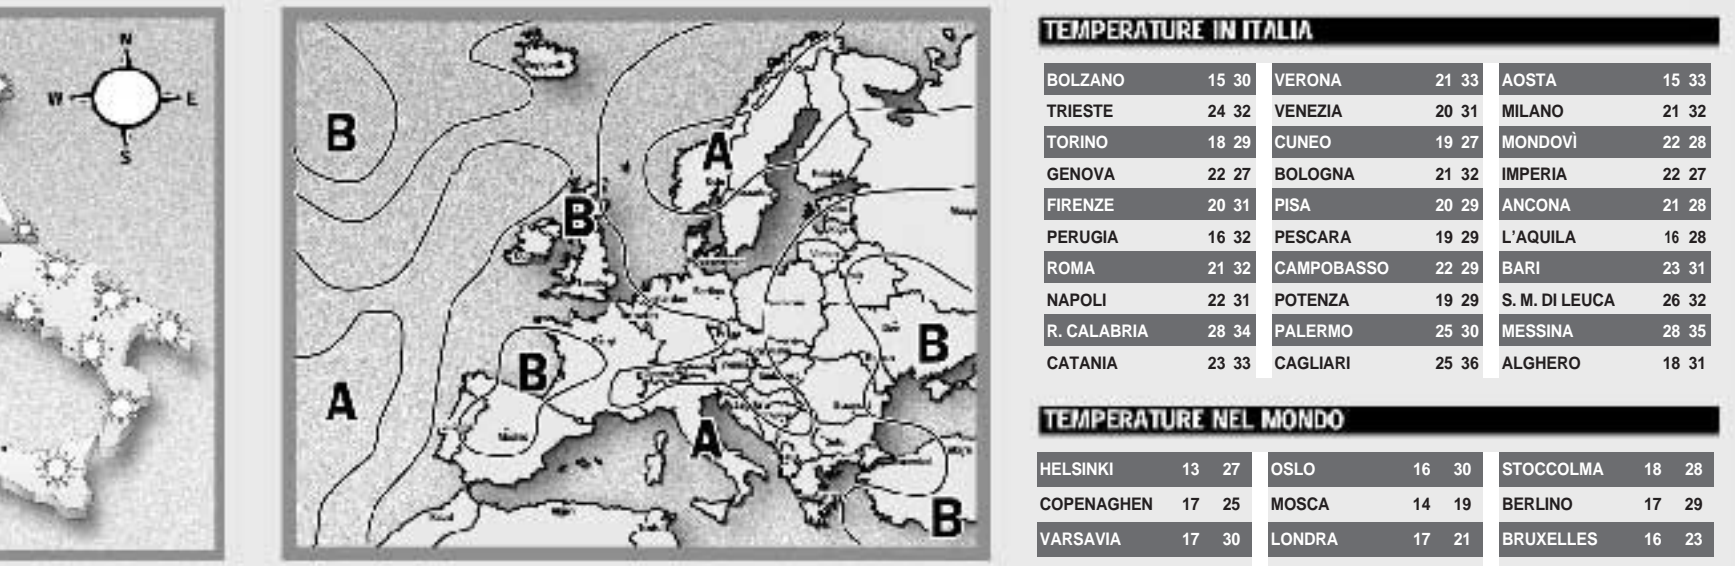 N
W E
S
B
A
B
B
A
B
A
B
TEMPERATURE IN ITALIA
BOLZANO 15 30 VERONA 21 33 AOSTA 15 33
TRIESTE 24 32 VENEZIA 20 31 MILANO 21 32
TORINO 18 29 CUNEO 19 27 MONDOVÌ 22 28
GENOVA 22 27 BOLOGNA 21 32 IMPERIA 22 27
FIRENZE 20 31 PISA 20 29 ANCONA 21 28
PERUGIA 16 32 PESCARA 19 29 L'AQUILA 16 28
ROMA 21 32 CAMPOBASSO 22 29 BARI 23 31
NAPOLI 22 31 POTENZA 19 29 S. M. DI LEUCA 26 32
R. CALABRIA 28 34 PALERMO 25 30 MESSINA 28 35
CATANIA 23 33 CAGLIARI 25 36 ALGHERO 18 31
TEMPERATURE NEL MONDO
HELSINKI 13 27 OSLO 16 30 STOCCOLMA 18 28
COPENAGHEN 17 25 MOSCA 14 19 BERLINO 17 29
VARSAVIA 17 30 LONDRA 17 21 BRUXELLES 16 23